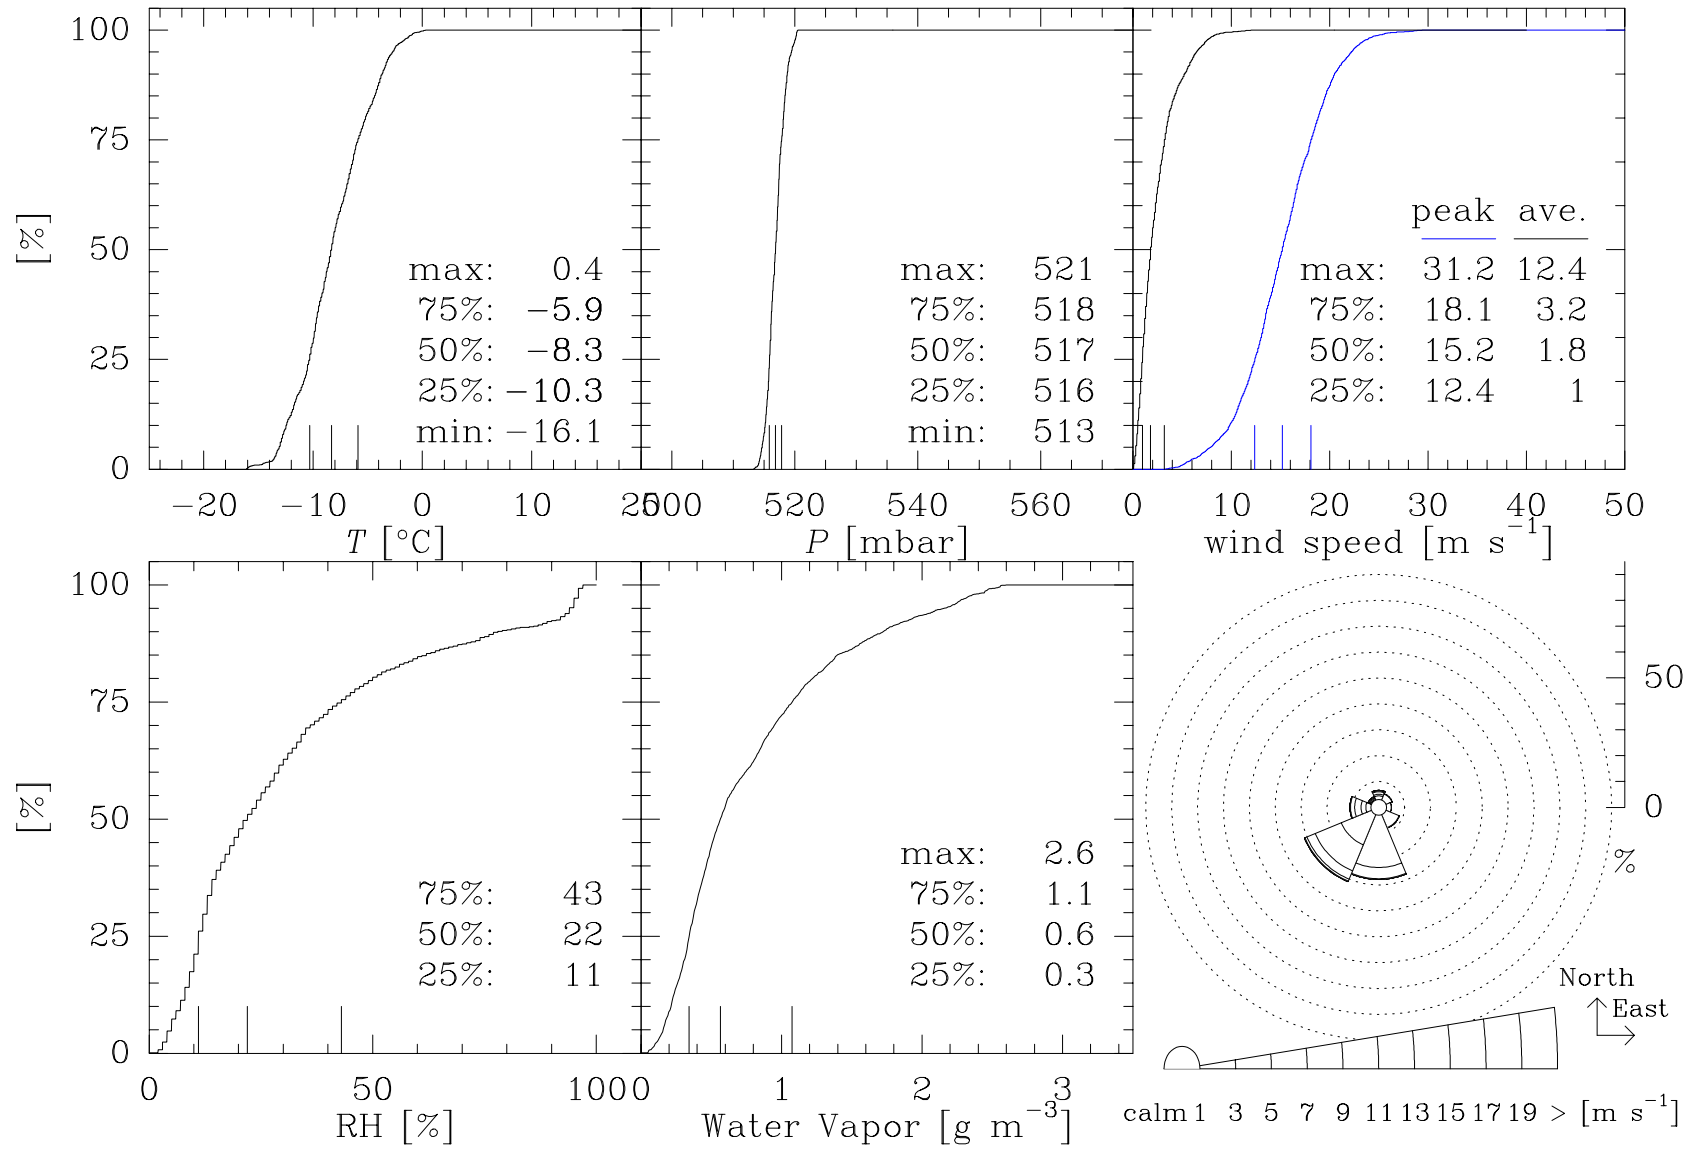 100
75
50
25
0
[%]
max: 0.4
75%: −5.9
50%: −8.3
25%: −10.3
min: −16.1
−20 −10 0 10 20
T [°C]
max: 521
75%: 518
50%: 517
25%: 516
min: 513
500 520 540 560
P [mbar]
peak ave.
max: 31.2 12.4
75%: 18.1 3.2
50%: 15.2 1.8
25%: 12.4 1
0 10 20 30 40 50
wind speed [m s−1]
100
75
50
25
0
[%]
75%: 43
50%: 22
25%: 11
0 50 100
RH [%]
max: 2.6
75%: 1.1
50%: 0.6
25%: 0.3
0 1 2 3
Water Vapor [g m−3]
50
0
%
North
East
calm 1 3 5 7 9 11 13 15 17 19 > [m s−1]